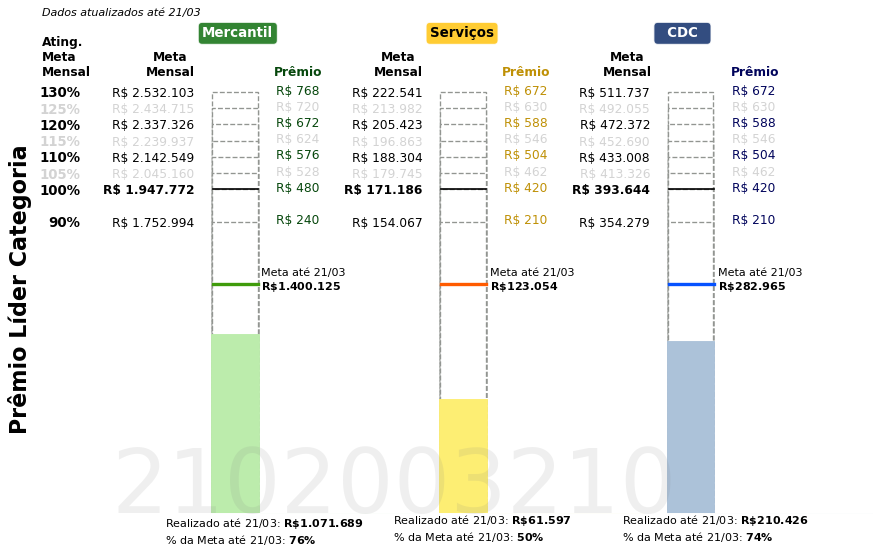 Dados atualizados até 21/03
Mercantil Serviços CDC
Ating. Meta Mensal Meta Mensal Prêmio Meta Mensal Prêmio Meta Mensal Prêmio
130% R$ 2.532.103 R$ 768 R$ 222.541 R$ 672 R$ 511.737 R$ 672
125% R$ 2.434.715 R$ 720 R$ 213.982 R$ 630 R$ 492.055 R$ 630
120% R$ 2.337.326 R$ 672 R$ 205.423 R$ 588 R$ 472.372 R$ 588
115% R$ 2.239.937 R$ 624 R$ 196.863 R$ 546 R$ 452.690 R$ 546
110% R$ 2.142.549 R$ 576 R$ 188.304 R$ 504 R$ 433.008 R$ 504
105% R$ 2.045.160 R$ 528 R$ 179.745 R$ 462 R$ 413.326 R$ 462
100% R$ 1.947.772 R$ 480 R$ 171.186 R$ 420 R$ 393.644 R$ 420
90% R$ 1.752.994 R$ 240 R$ 154.067 R$ 210 R$ 354.279 R$ 210
Meta até 21/03 Meta até 21/03 Meta até 21/03
R$1.400.125 R$123.054 R$282.965
Prêmio Líder Categoria
2102003210
Realizado até 21/03: R$1.071.689 Realizado até 21/03: R$61.597 Realizado até 21/03: R$210.426
% da Meta até 21/03: 76% % da Meta até 21/03: 50% % da Meta até 21/03: 74%